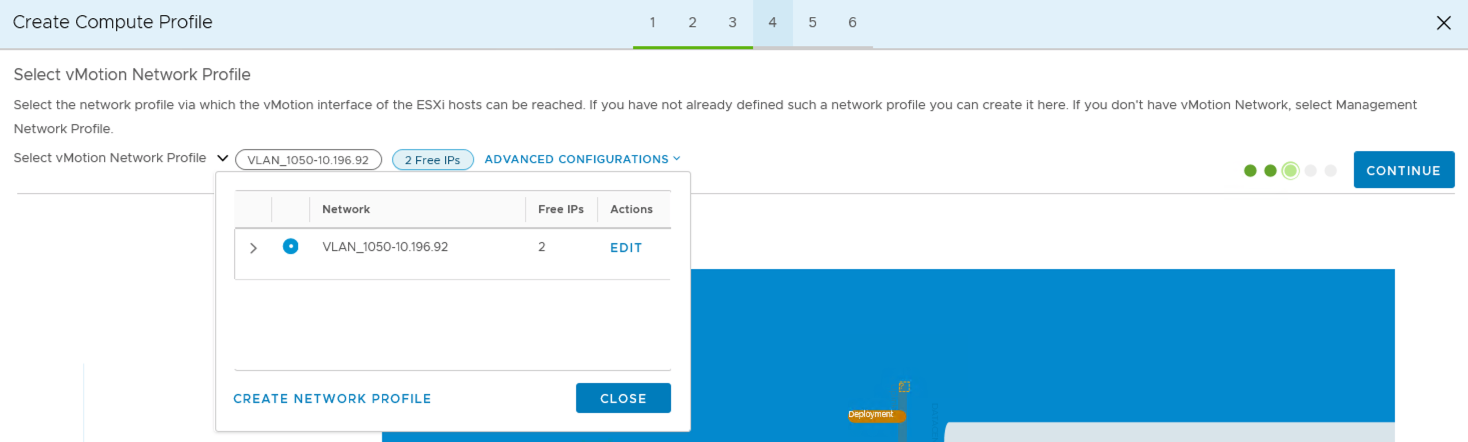 Create Compute Profile
1 2 3 4 5 6
Select vMotion Network Profile
Select the network profile via which the vMotion interface of the ESXi hosts can be reached. If you have not already defined such a network profile you can create it here. If you don't have vMotion Network, select Management
Network Profile.
Select vMotion Network Profile VLAN_1050-10.196.92 2 Free IPs ADVANCED CONFIGURATIONS
CONTINUE
Network Free IPs Actions
VLAN_1050-10.196.92 2 EDIT
CREATE NETWORK PROFILE CLOSE
Deployment